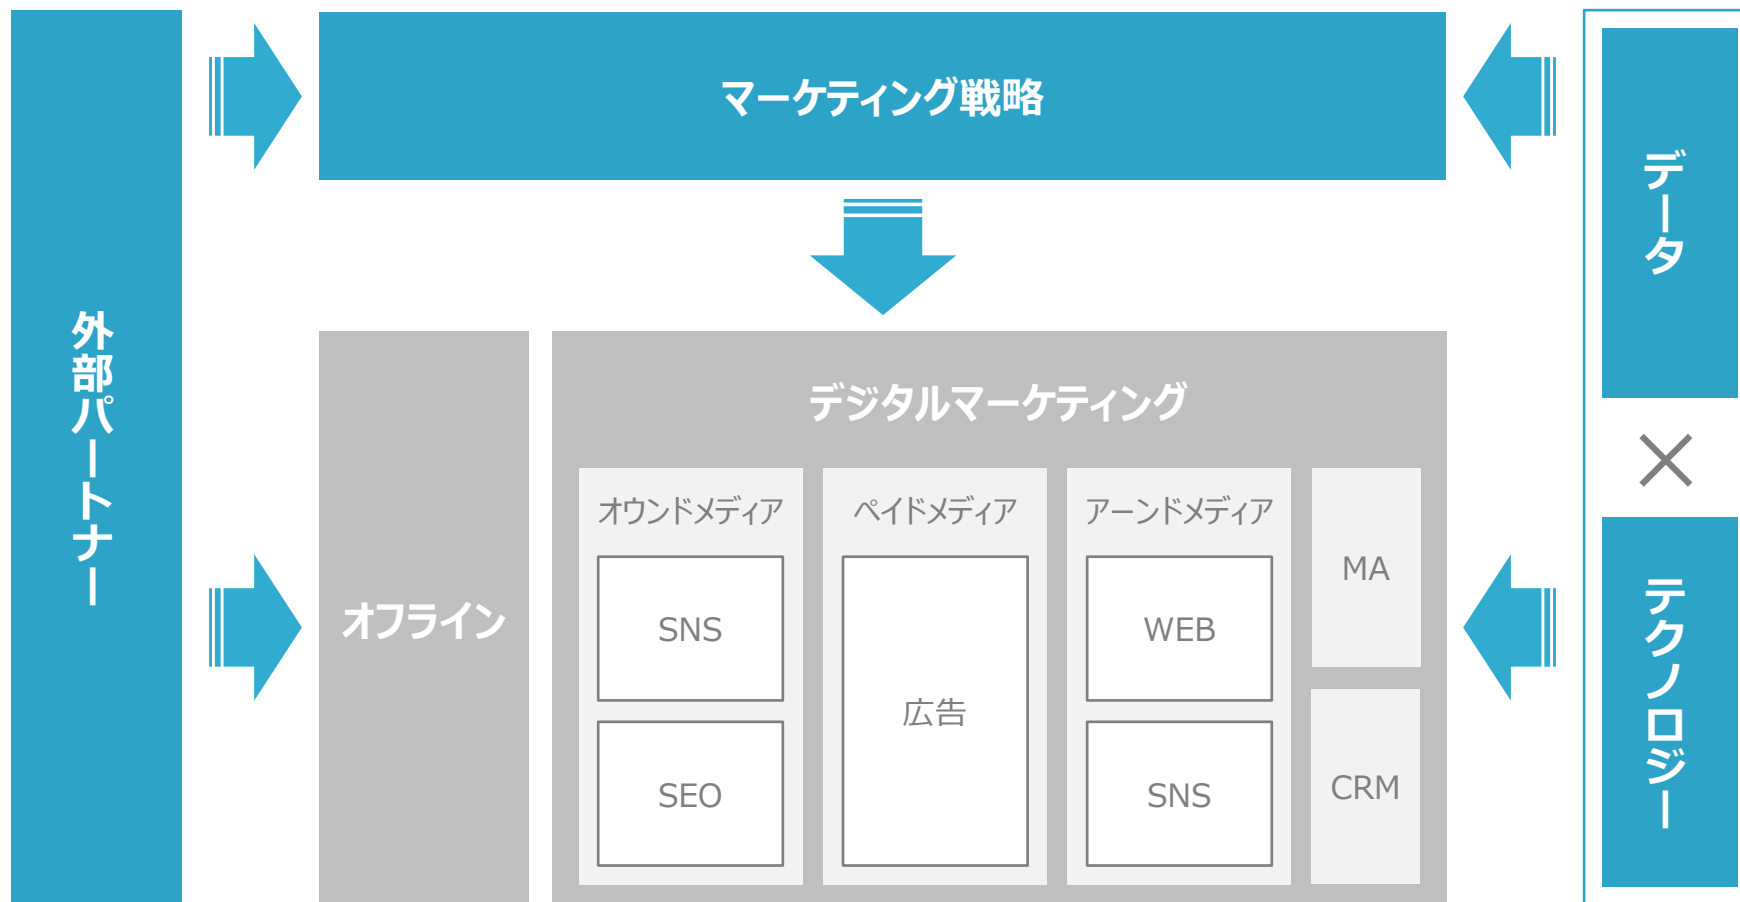 外部パートナー
マーケティング戦略
データ
×
テクノロジー
オフライン
デジタルマーケティング
オウンドメディア
SNS
SEO
ペイドメディア
広告
アーンドメディア
WEB
SNS
MA
CRM